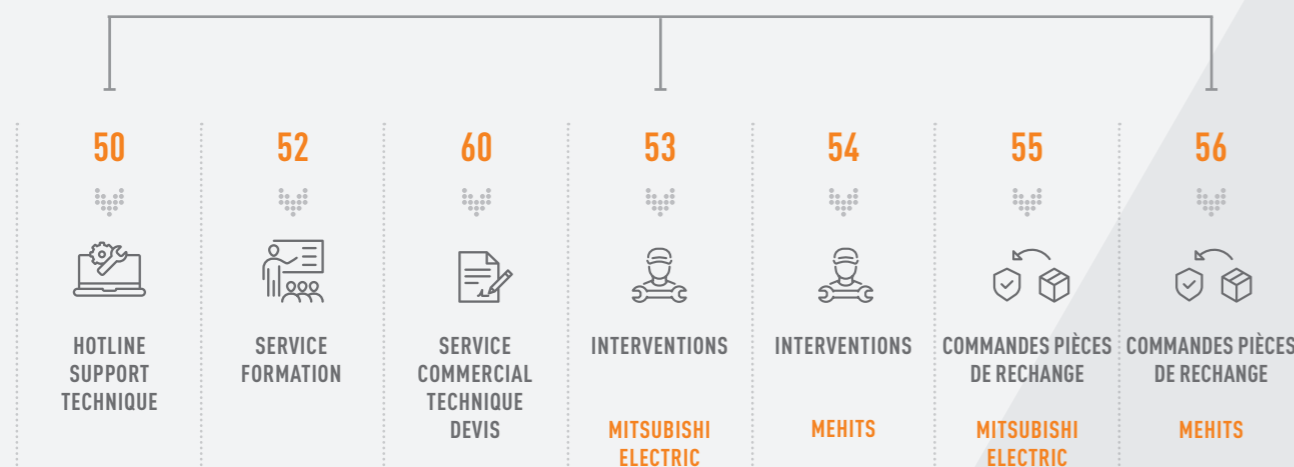 50
HOTLINE
SUPPORT
TECHNIQUE
52
SERVICE
FORMATION
60
SERVICE
COMMERCIAL
TECHNIQUE
DEVIS
53
INTERVENTIONS
MITSUBISHI
ELECTRIC
54
INTERVENTIONS
MEHITS
55
COMMANDES PIÈCES
DE RECHANGE
MITSUBISHI
ELECTRIC
56
COMMANDES PIÈCES
DE RECHANGE
MEHITS